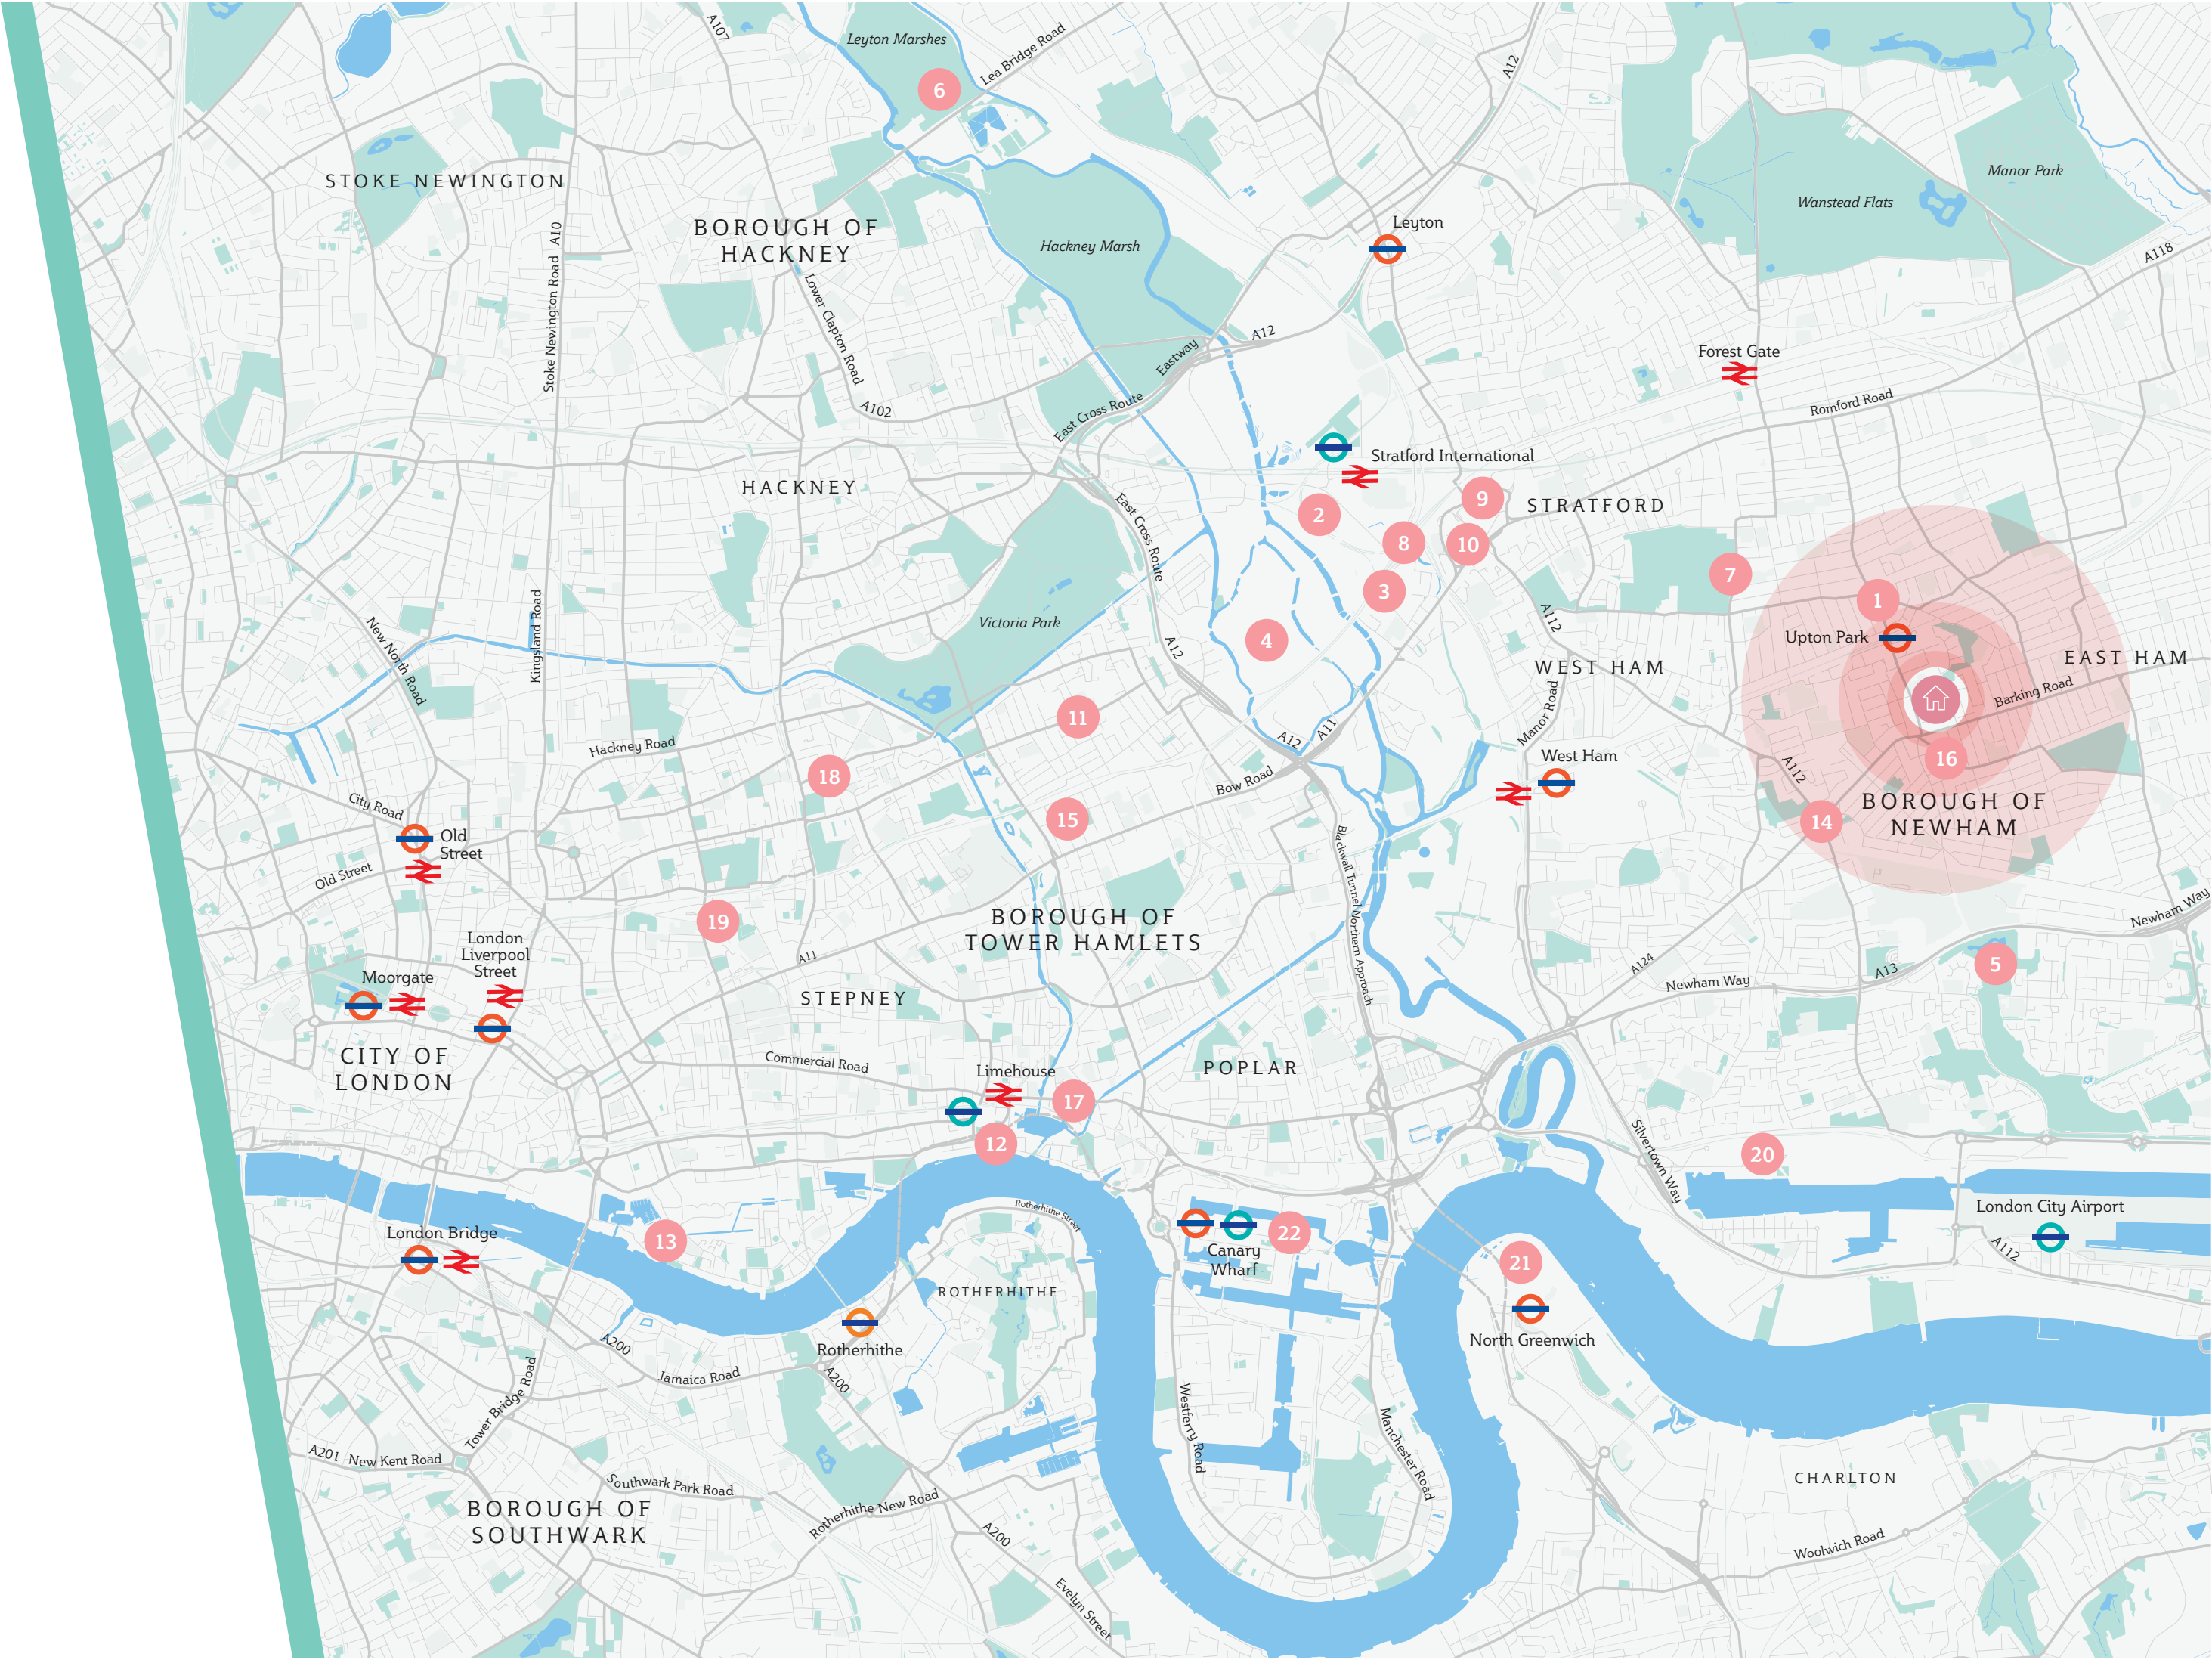 A107
Leyton Marshes
Lea Bridge Road
A12
6
STOKE NEWINGTON
Manor Park
Wanstead Flats
BOROUGH OF
HACKNEY
Hackney Marsh
Leyton
A118
Stoke Newington Road A10
Lower Clapton Road
A12
Eastway
Forest Gate
A102
East Cross Route
Romford Road
Stratford International
HACKNEY
East Cross Route
2
9
STRATFORD
8
10
7
3
1
Kingsland Road
New North Road
Victoria Park
4
A12
A112
Upton Park
WEST HAM
EAST HAM
Barking Road
Manor Road
11
Hackney Road
A12
A11
West Ham
16
18
Bow Road
A112
City Road
15
14
BOROUGH OF
NEWHAM
Old
Street
Old Street
Blackwall Tunnel Northern Approach
19
BOROUGH OF
TOWER HAMLETS
Newham Way
London
Liverpool
Street
A11
A124
A13
5
Moorgate
Newham Way
STEPNEY
CITY OF
LONDON
Commercial Road
Limehouse
POPLAR
17
12
Silvertown Way
20
Rotherhithe Street
London City Airport
London Bridge
13
22
Canary
Wharf
A112
21
ROTHERHITHE
North Greenwich
A200
Rotherhithe
Jamaica Road
A200
Tower Bridge Road
Westferry Road
Manchester Road
A201 New Kent Road
Southwark Park Road
CHARLTON
BOROUGH OF
SOUTHWARK
Rotherhithe New Road
A200
Woolwich Road
Evelyn Street